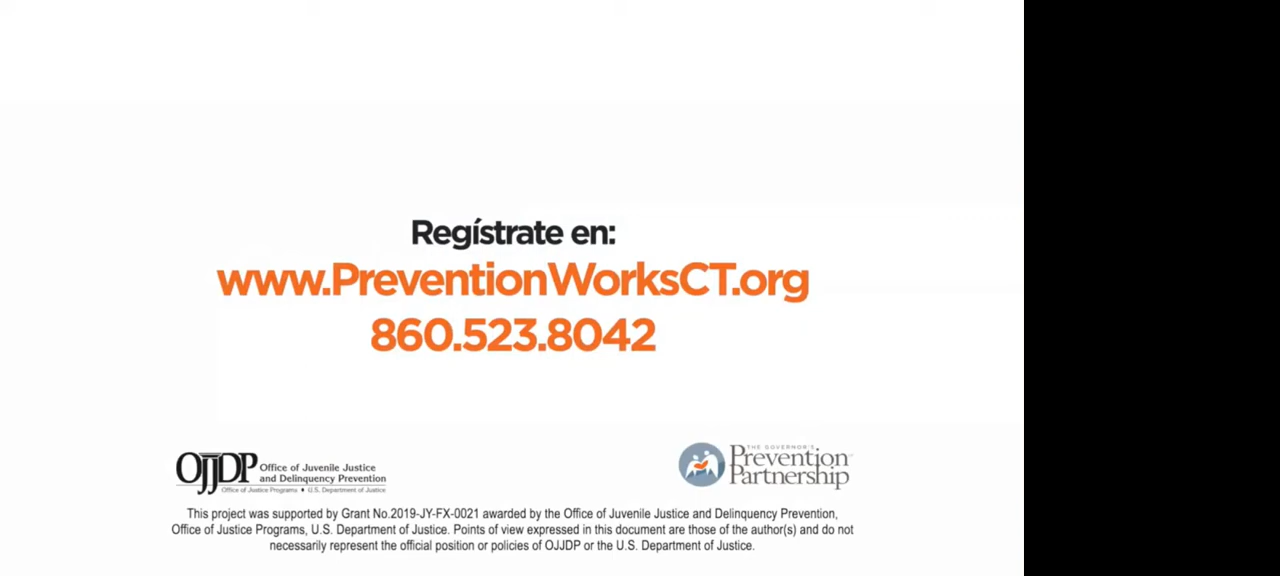 Regístrate en:
www.PreventionWorksCT.org
860.523.8042
OJJDP Office of Juvenile Justice
and Delinquency Prevention
Office of Justice Programs ♦ U.S. Department of Justice
THE GOVERNOR'S
Prevention
Partnership
This project was supported by Grant No.2019-JY-FX-0021 awarded by the Office of Juvenile Justice and Delinquency Prevention,
Office of Justice Programs, U.S. Department of Justice. Points of view expressed in this document are those of the author(s) and do not
necessarily represent the official position or policies of OJJDP or the U.S. Department of Justice.